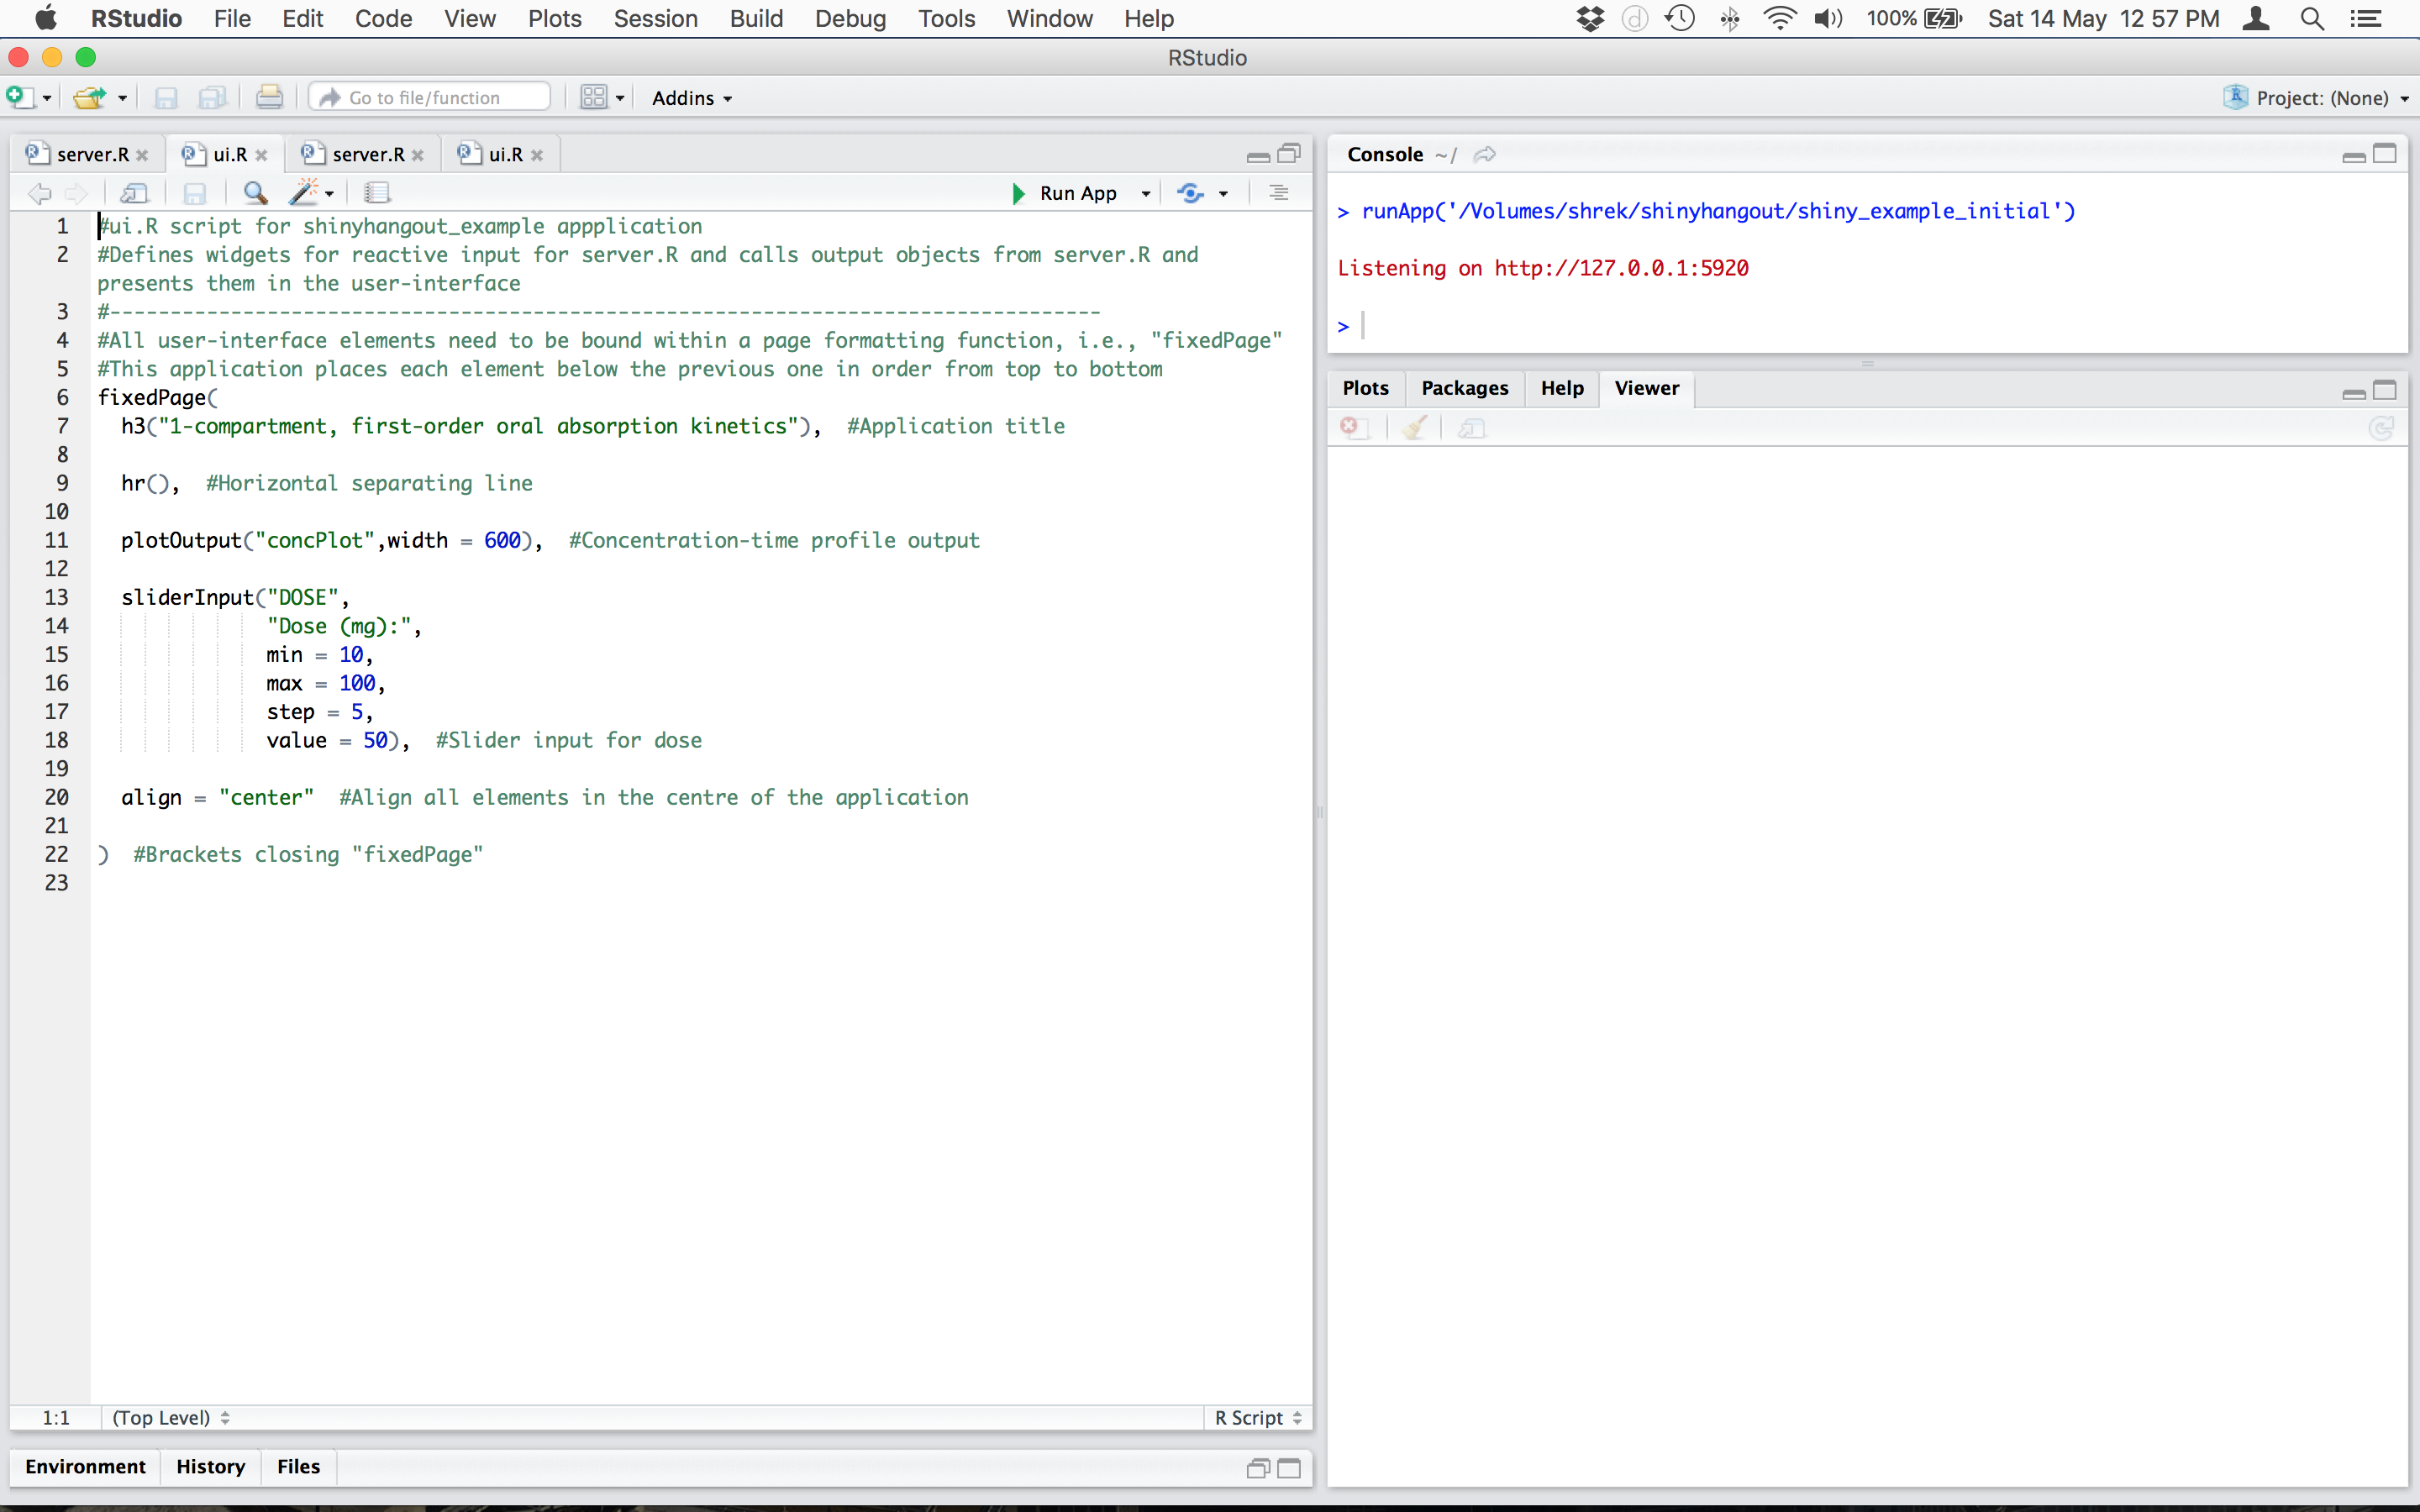 RStudio File Edit Code View Plots Session Build Debug Tools Window Help 100% Sat 14 May 12 57 PM
RStudio
Go to file/function Addins Project: (None)
server.R ui.R server.R ui.R
Run App
1 #ui.R script for shinyhangout_example appplication
2 #Defines widgets for reactive input for server.R and calls output objects from server.R and
presents them in the user-interface
3 #----------------------------------------------------------------------------------
4 #All user-interface elements need to be bound within a page formatting function, i.e., "fixedPage"
5 #This application places each element below the previous one in order from top to bottom
6 fixedPage(
7 h3("1-compartment, first-order oral absorption kinetics"), #Application title
8
9 hr(), #Horizontal separating line
10
11 plotOutput("concPlot",width = 600), #Concentration-time profile output
12
13 sliderInput("DOSE",
14 "Dose (mg):",
15 min = 10,
16 max = 100,
17 step = 5,
18 value = 50), #Slider input for dose
19
20 align = "center" #Align all elements in the centre of the application
21
22 ) #Brackets closing "fixedPage"
23
1:1 (Top Level) R Script
Environment History Files
Console ~/
> runApp('/Volumes/shrek/shinyhangout/shiny_example_initial')
Listening on http://127.0.0.1:5920
>
Plots Packages Help Viewer